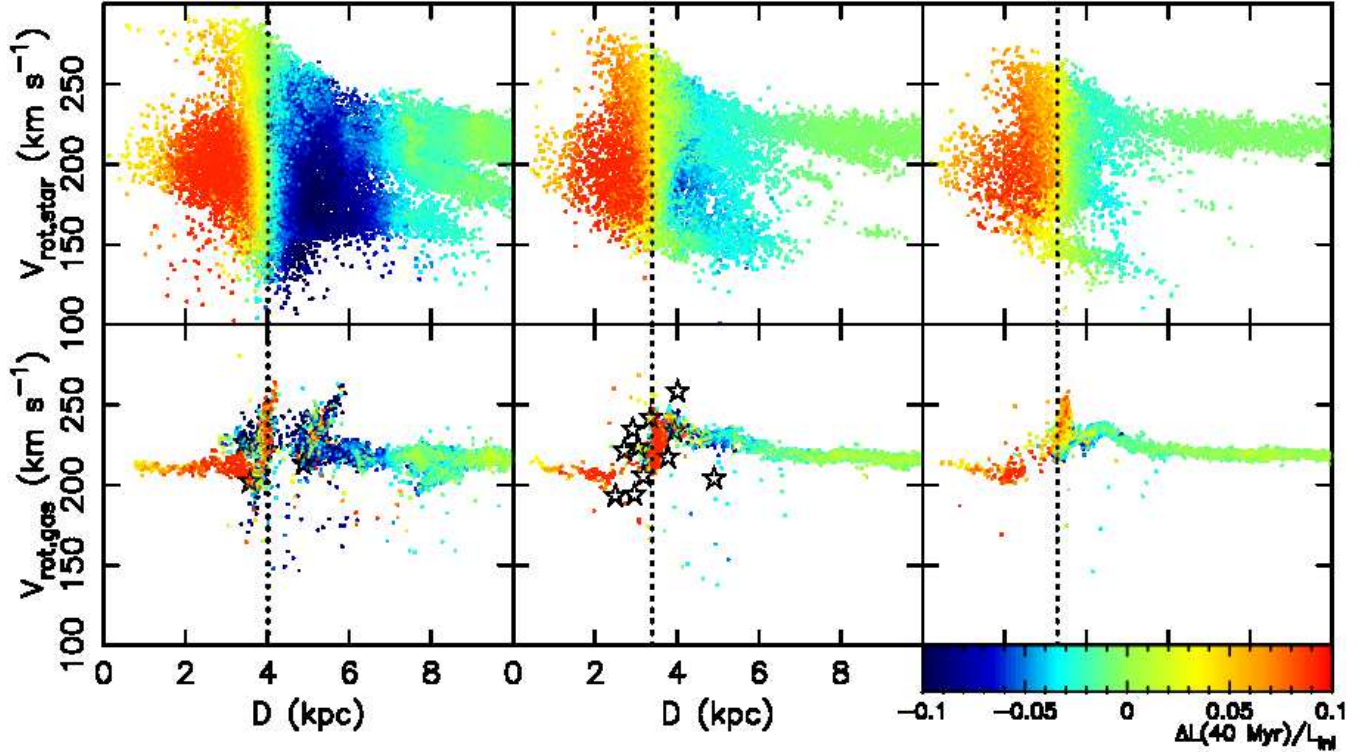 V_rot,star (km s⁻¹)
250
200
150
100
V_rot,gas (km s⁻¹)
250
200
150
100
0 2 4 6 8
D (kpc)
0 2 4 6 8
D (kpc)
−0.1 −0.05 0 0.05 0.1
ΔL(40 Myr)/L_ini